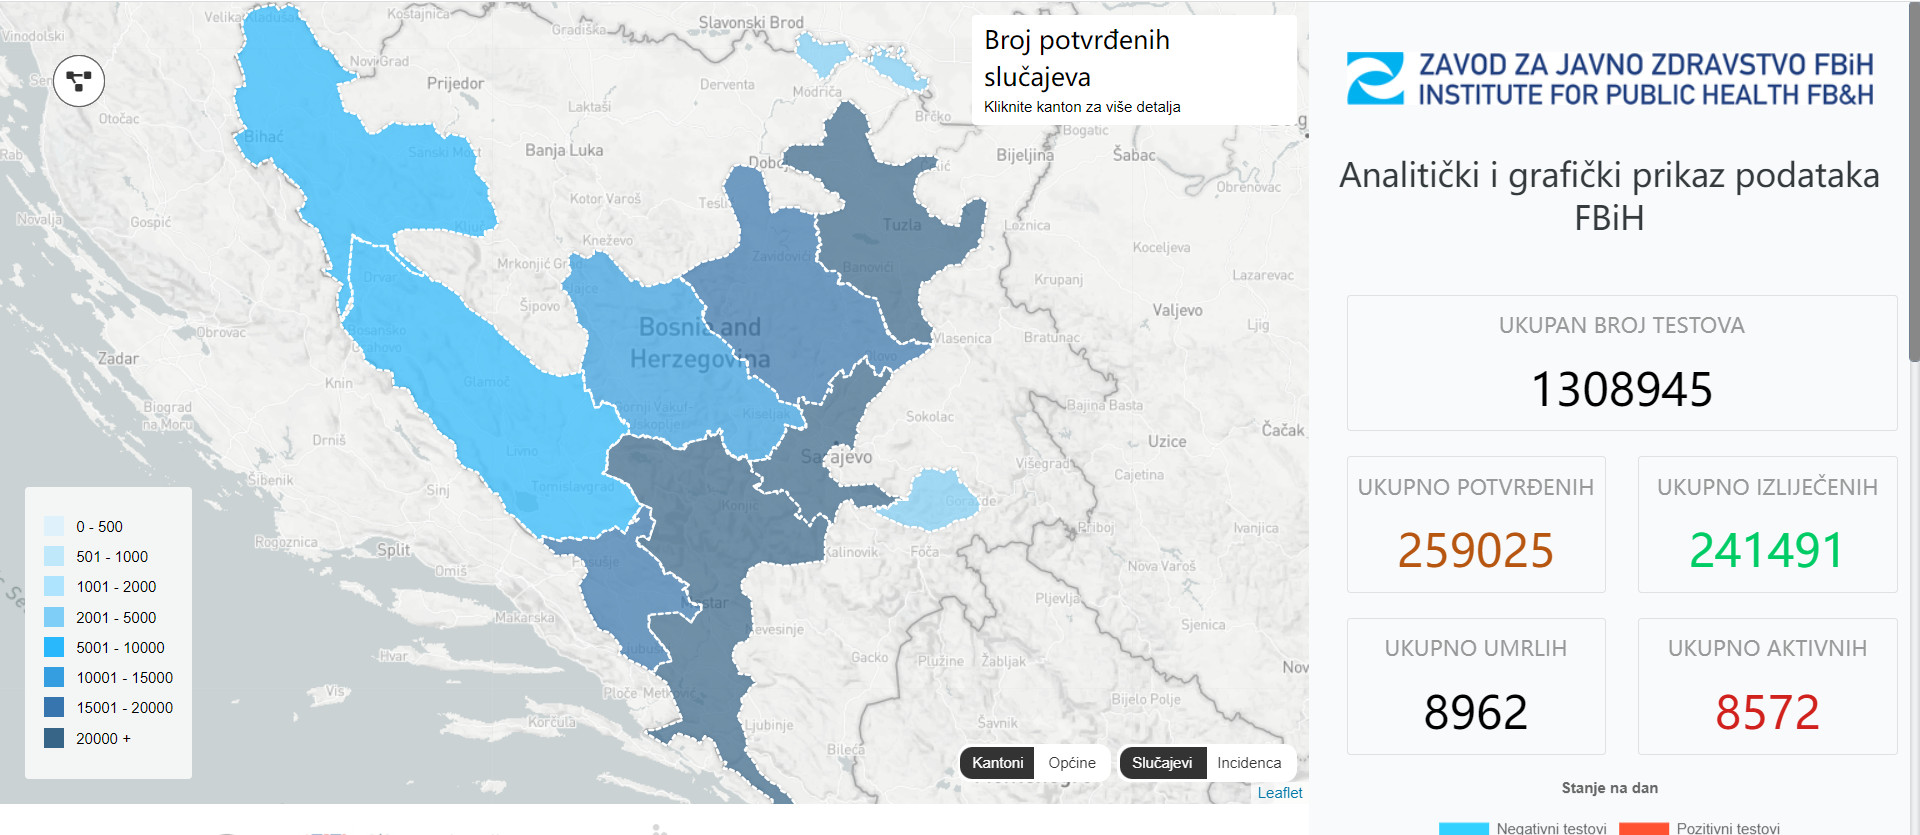 Broj potvrđenih
slučajeva
Kliknite kanton za više detalja
Vinodolski
Kostajnica
Gradiška
Slavonski Brod
Novi Grad
Prijedor
Derventa
Modriča
Laktaši
Otočac
Brčko
Bogatic
Rab
Bihać
Sanski Most
Banja Luka
Bijeljina
Šabac
Obrenovac
Kotor Varoš
Novalja
Gospić
Ključ
Tuzla
Loznica
Kneževo
Koceljeva
Zavidovići
Banovići
Mrkonjić Grad
Drvar
Krupanj
Lazarevac
Jajce
Šipovo
Valjevo
Bosnia and
Herzegovina
Obrovac
Bosansko
Grahovo
Ljig
Vlasenica
Bratunac
Zadar
Olovo
Knin
Glamoč
Biograd
na Moru
Gornji Vakuf-
Uskoplje
Kiseljak
Sokolac
Bajina Basta
Čačak
Drniš
Livno
Sarajevo
Uzice
Višegrad
Cajetina
Šibenik
Sinj
Tomislavgrad
Konjic
Goražde
Priboj
Ivanjica
Rogoznica
Split
Kalinovik
Foča
Omiš
Posušje
Nova Varoš
Makarska
Mostar
Pljevlja
Nevesinje
Sjenica
Hvar
Ljubuški
Gacko
Plužine
Žabljak
Vis
Ploče
Metković
Bijelo Polje
Korčula
Ljubinje
Šavnik
Bileća
0 - 500
501 - 1000
1001 - 2000
2001 - 5000
5001 - 10000
10001 - 15000
15001 - 20000
20000 +
Kantoni
Općine
Slučajevi
Incidenca
Leaflet
ZAVOD ZA JAVNO ZDRAVSTVO FBiH
INSTITUTE FOR PUBLIC HEALTH FB&H
Analitički i grafički prikaz podataka
FBiH
UKUPAN BROJ TESTOVA
1308945
UKUPNO POTVRĐENIH
259025
UKUPNO IZLIJEČENIH
241491
UKUPNO UMRLIH
8962
UKUPNO AKTIVNIH
8572
Stanje na dan
Negativni testovi
Pozitivni testovi